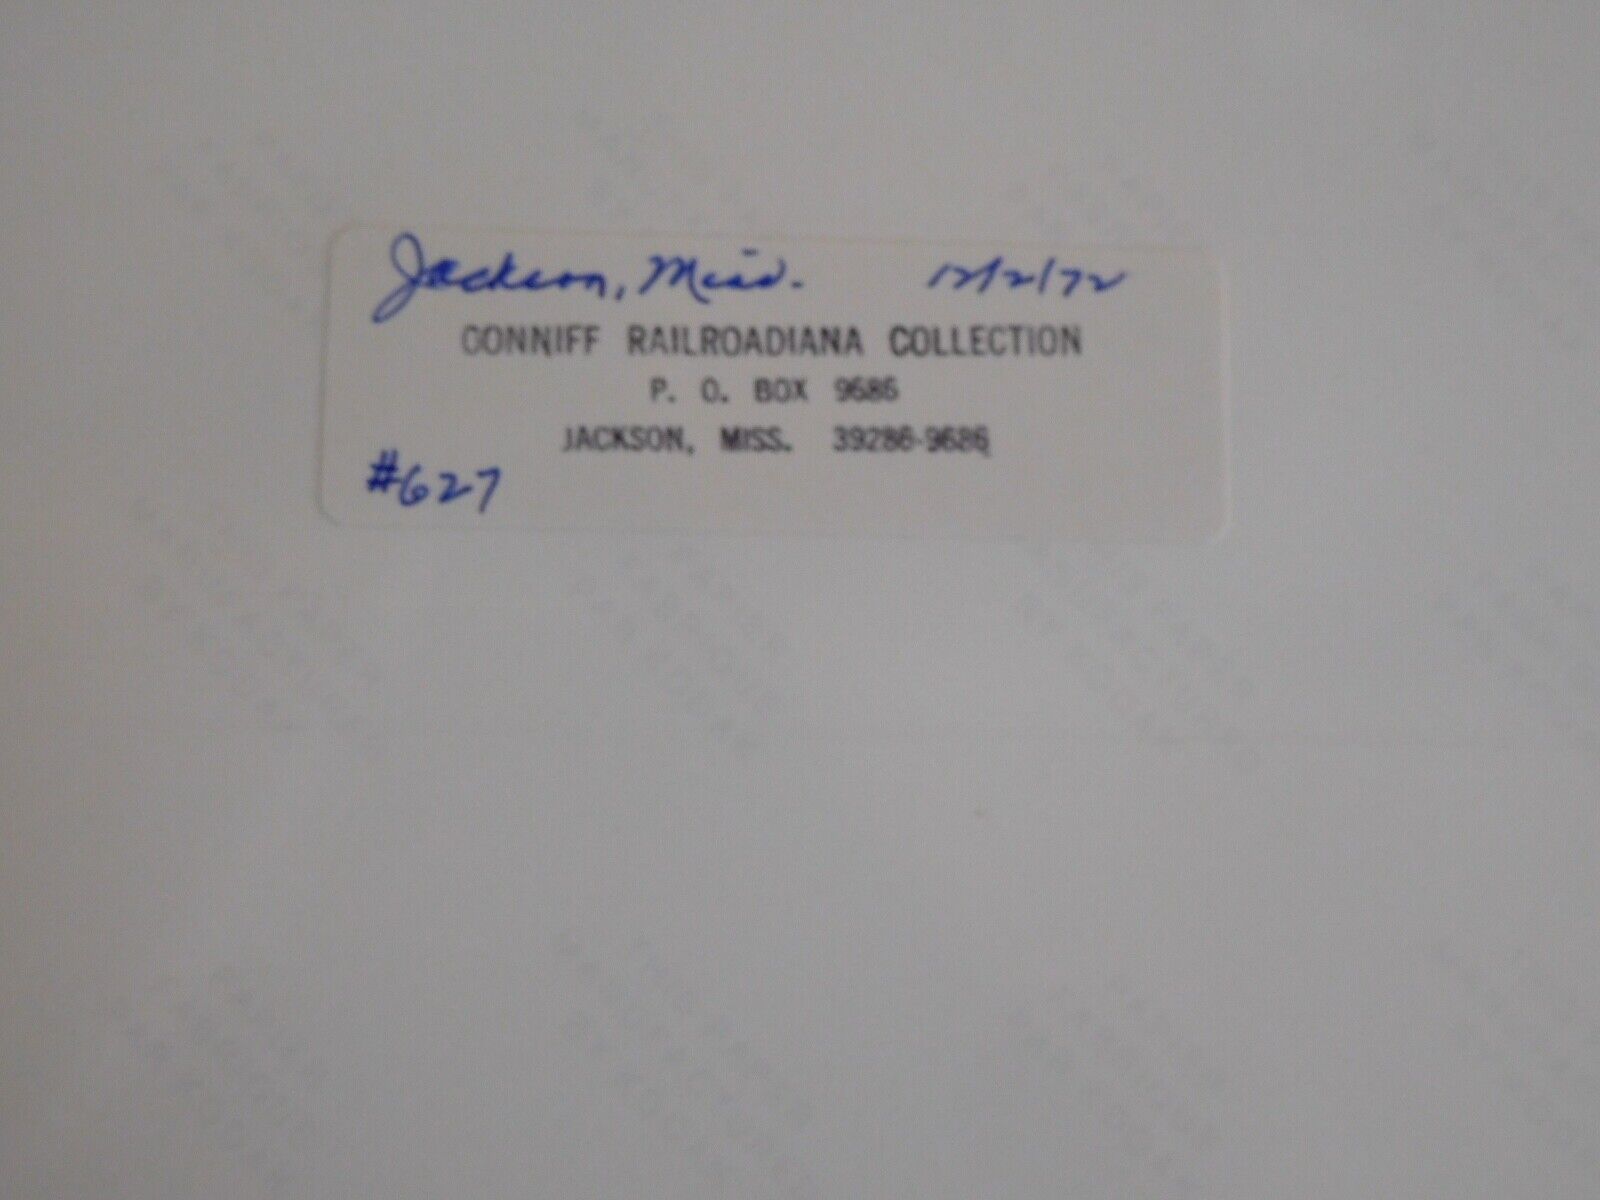 Jackson, Miss. 12/2/72
CONNIFF RAILROADIANA COLLECTION
P. O. BOX 9686
JACKSON, MISS. 39286-9686
#627